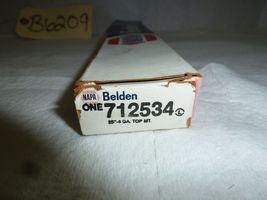 B6209
NAPA Belden
ONE 712534 L
25"-4 GA. TOP MT.